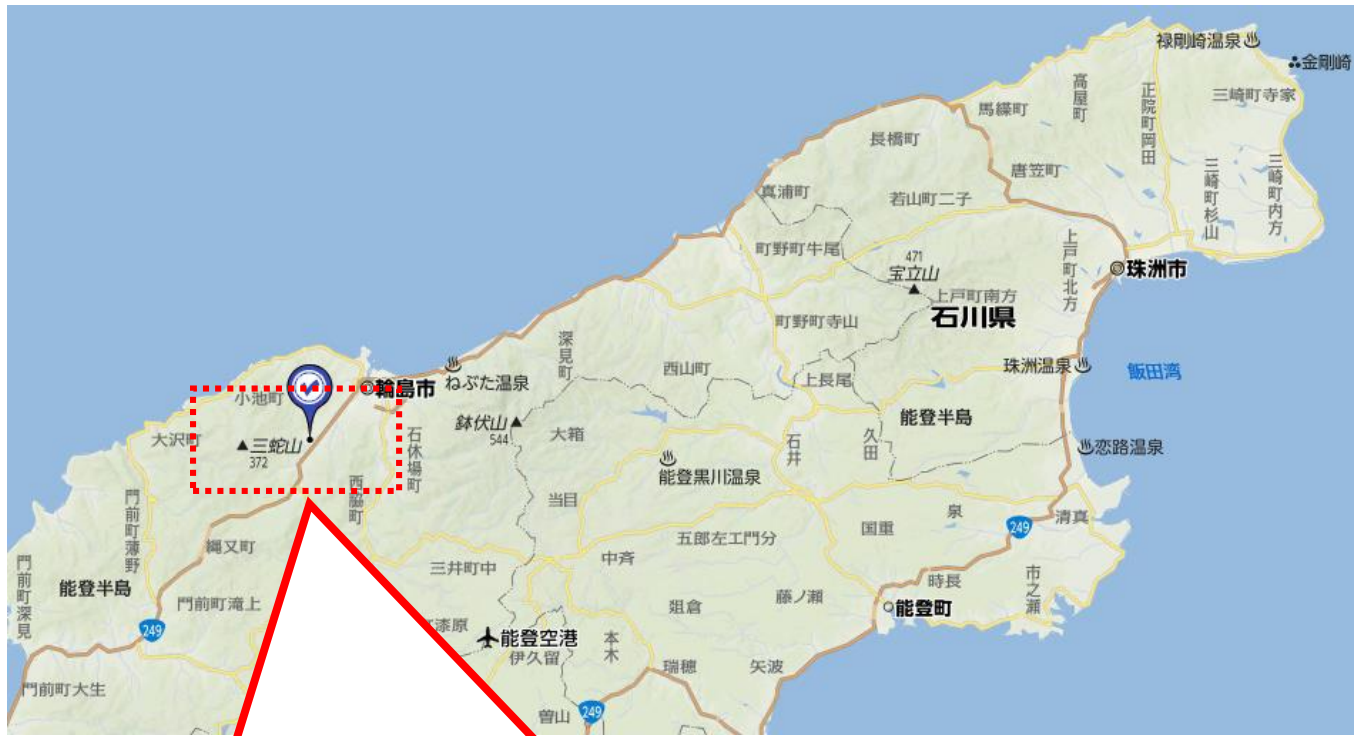 禄剛崎温泉
金剛崎
三崎町寺家
高屋町
馬緤町
正院町岡田
長橋町
唐笠町
三崎町杉山
三崎町内方
真浦町
若山町二子
町野町牛尾
471
宝立山
上戸町北方
珠洲市
上戸町南方
石川県
町野町寺山
深見町
西山町
上長尾
珠洲温泉
飯田湾
ねぶた温泉
輪島市
小池町
大沢町
三蛇山
372
石休場町
鉢伏山
544
大箱
石井
久田
能登半島
恋路温泉
能登黒川温泉
西脇町
門前町薄野
当目
縄又町
五郎左エ門分
国重
泉
249
清真
中斉
三井町中
時長
市之瀬
門前町深見
能登半島
門前町滝上
俎倉
藤ノ瀬
能登町
249
漆原
能登空港
伊久留
本木
瑞穂
矢波
門前町大生
曽山
249